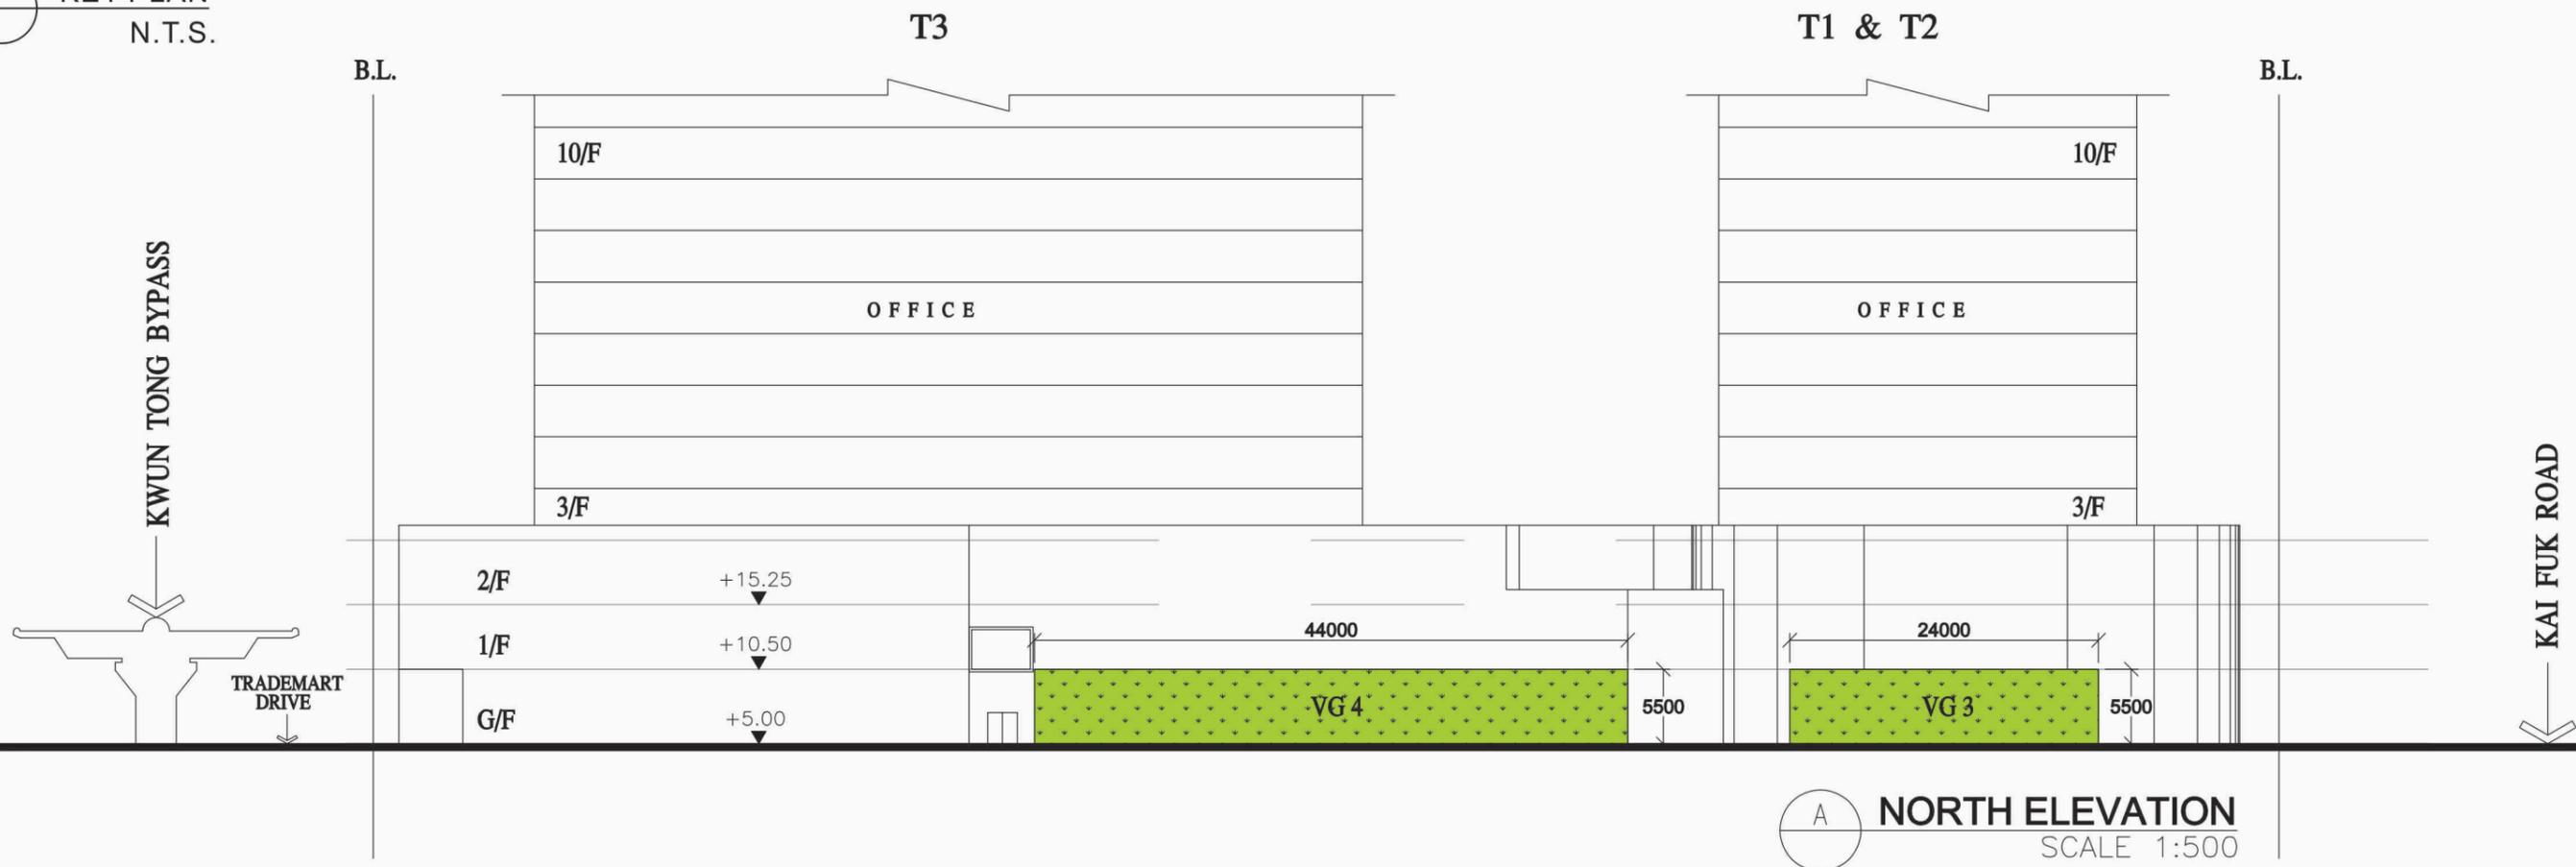 KEY PLAN
N.T.S.
T3
T1 & T2
B.L.
B.L.
10/F
10/F
KWUN TONG BYPASS
OFFICE
OFFICE
KAI FUK ROAD
3/F
3/F
2/F
+15.25
1/F
+10.50
44000
24000
TRADEMART
DRIVE
G/F
+5.00
VG 4
5500
VG 3
5500
A
NORTH ELEVATION
SCALE 1:500